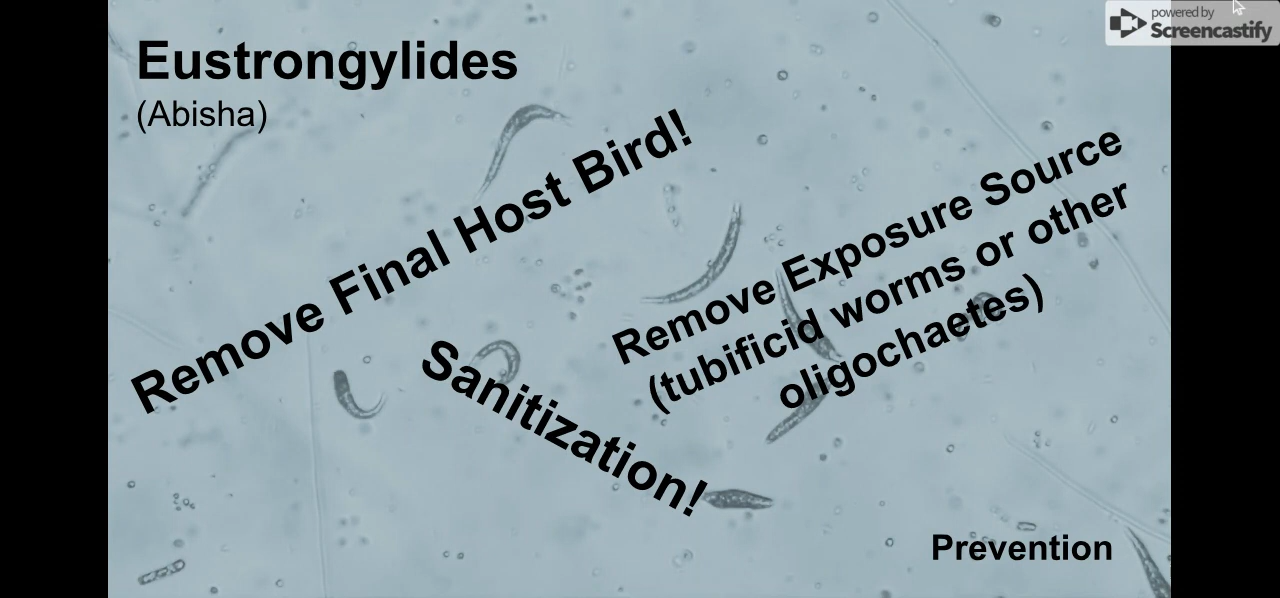 Eustrongylides
(Abisha)
Remove Final Host Bird!
Remove Exposure Source
(tubificid worms or other
oligochaetes)
Sanitization!
Prevention
powered by
Screencastify